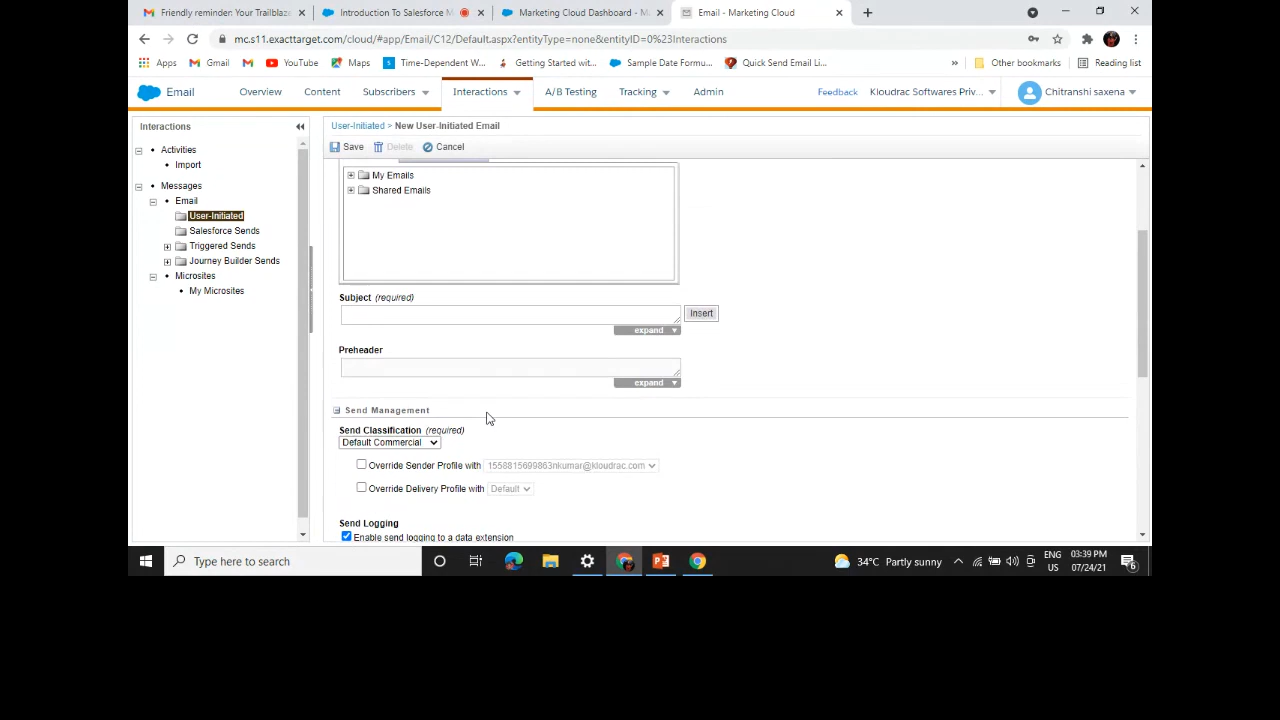 Friendly reminden Your Trailblaze
Introduction To Salesforce M
Marketing Cloud Dashboard - M
Email - Marketing Cloud
mc.s11.exacttarget.com/cloud/#app/Email/C12/Default.aspx?entityType=none&entityID=0%23Interactions
Apps
Gmail
YouTube
Maps
Time-Dependent W...
Getting Started wit...
Sample Date Formu...
Quick Send Email Li...
»
Other bookmarks
Reading list
Email
Overview
Content
Subscribers
Interactions
A/B Testing
Tracking
Admin
Feedback
Kloudrac Softwares Priv...
Chitranshi saxena
Interactions
Activities
Import
Messages
Email
User-Initiated
Salesforce Sends
Triggered Sends
Journey Builder Sends
Microsites
My Microsites
User-Initiated > New User-Initiated Email
Save
Delete
Cancel
My Emails
Shared Emails
Subject (required)
Insert
expand
Preheader
expand
Send Management
Send Classification (required)
Default Commercial
Override Sender Profile with 1558815699863nkumar@kloudrac.com
Override Delivery Profile with Default
Send Logging
Enable send logging to a data extension
Type here to search
34°C Partly sunny
ENG
US
03:39 PM
07/24/21
6